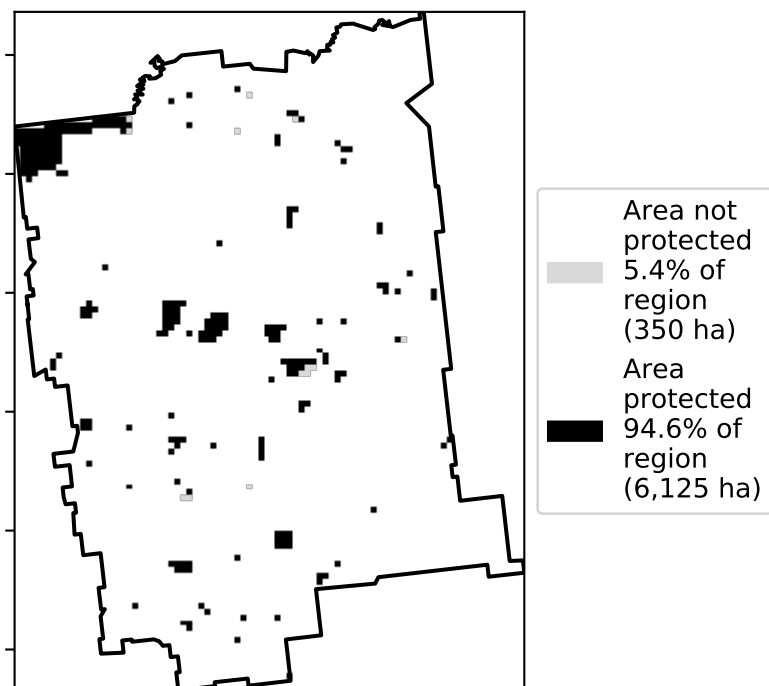 Area not
protected
5.4% of
region
(350 ha)
Area
protected
94.6% of
region
(6,125 ha)